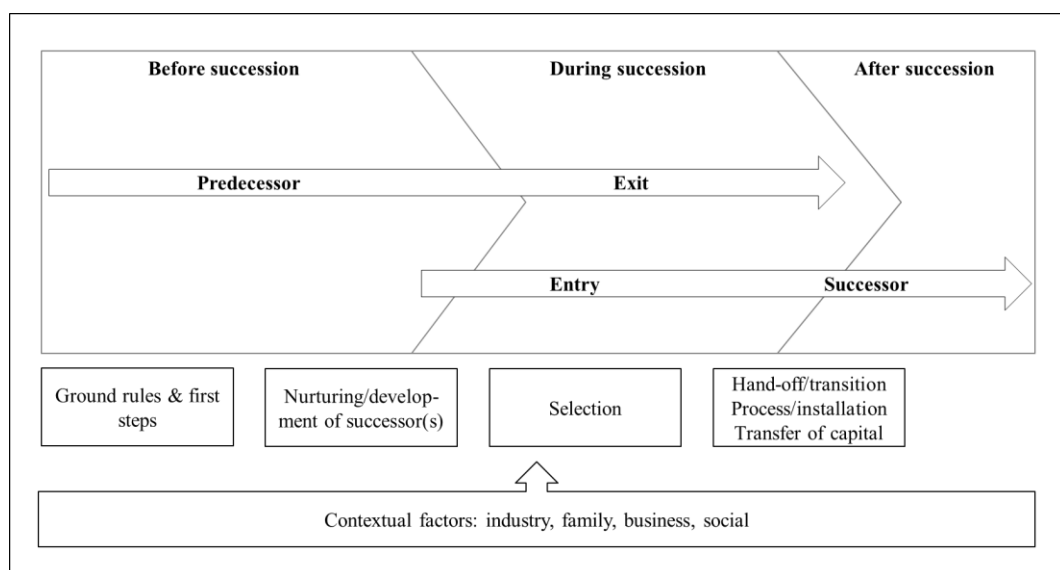 Before succession
During succession
After succession
Predecessor
Exit
Entry
Successor
Ground rules & first
steps
Nurturing/develop-
ment of successor(s)
Selection
Hand-off/transition
Process/installation
Transfer of capital
Contextual factors: industry, family, business, social